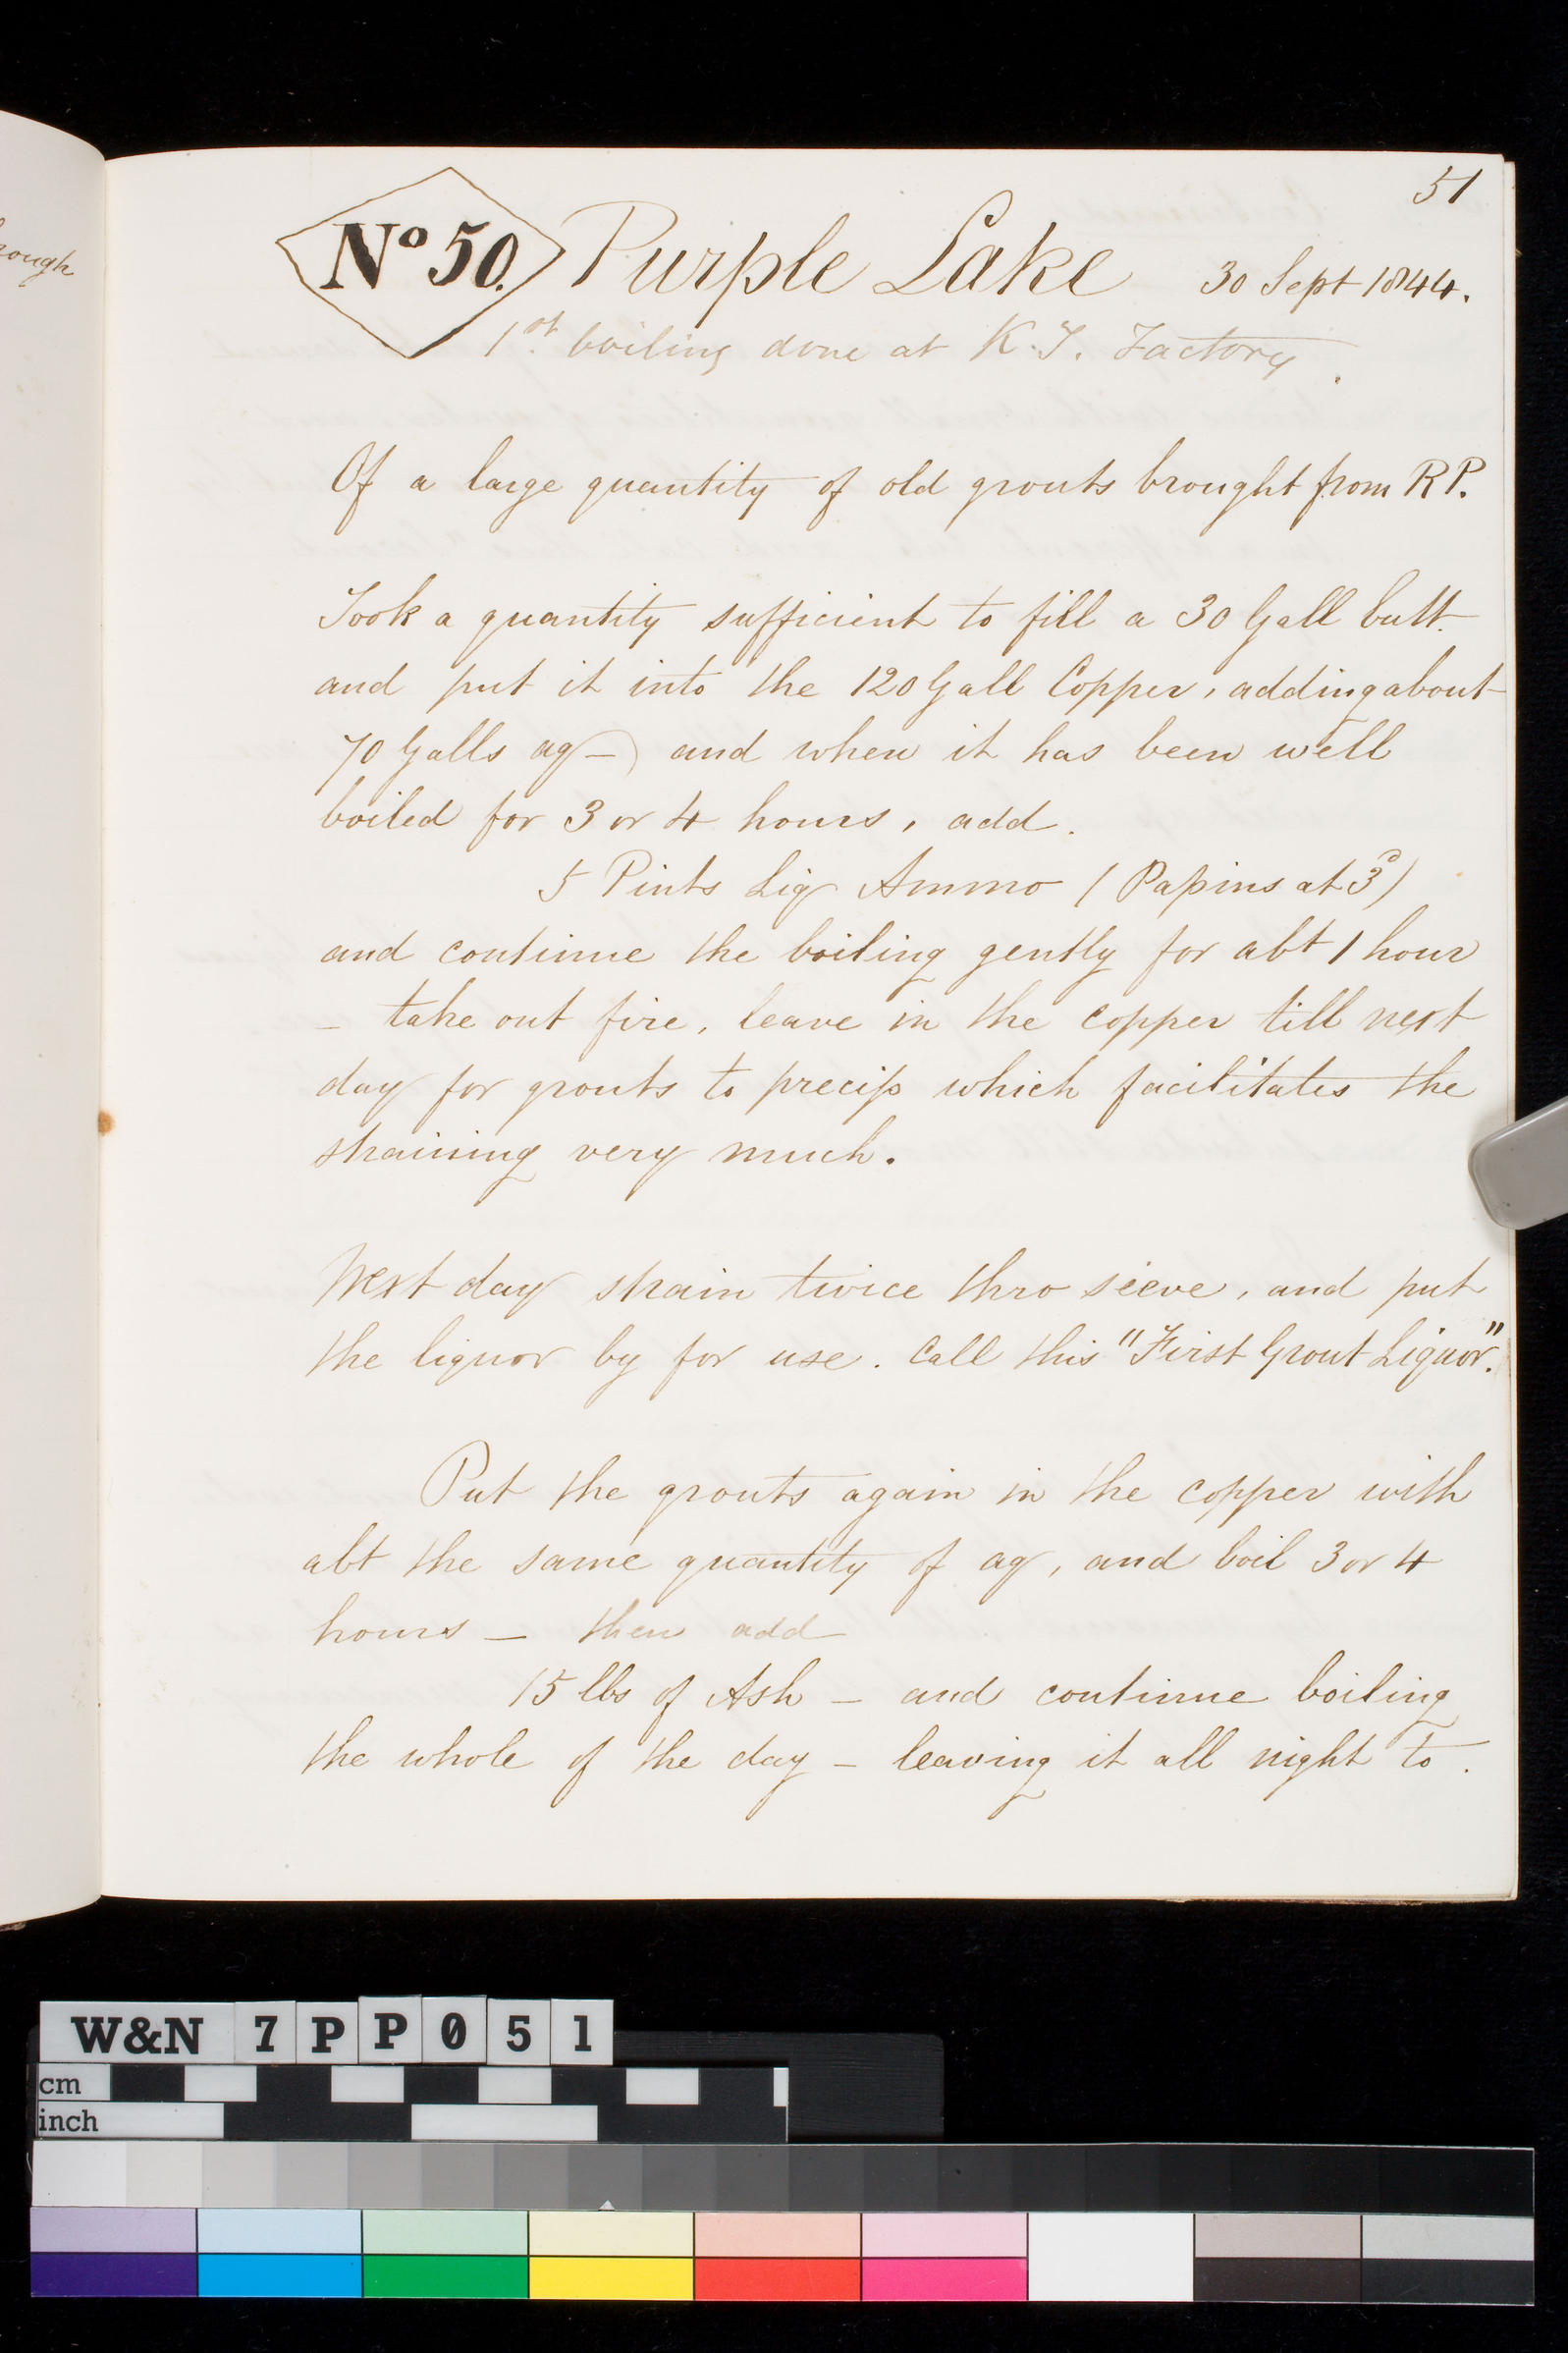 51
Nº 50. Purple Lake 30 Sept 1844.
1st. boiling done at K.T. Factory.
Of a large quantity of old grouts brought from RP.
Took a quantity sufficient to fill a 30 Gall butt
and put it into the 120 Gall Copper, adding about
70 Galls aq—) and when it has been well
boiled for 3 or 4 hours, add.
5 Pints Liq Ammo (Papins at 3d)
and continue the boiling gently for abt 1 hour
— take out fire, leave in the copper till next
day for grouts to precip which facilitates the
straining very much.
Next day strain twice thro sieve, and put
the liquor by for use. Call this "First Grout Liquor."
Put the grouts again in the copper with
abt the same quantity of aq, and boil 3 or 4
hours — then add
15 lbs of Ash — and continue boiling
the whole of the day — leaving it all night to.
ough
W&N 7PP051
cm
inch